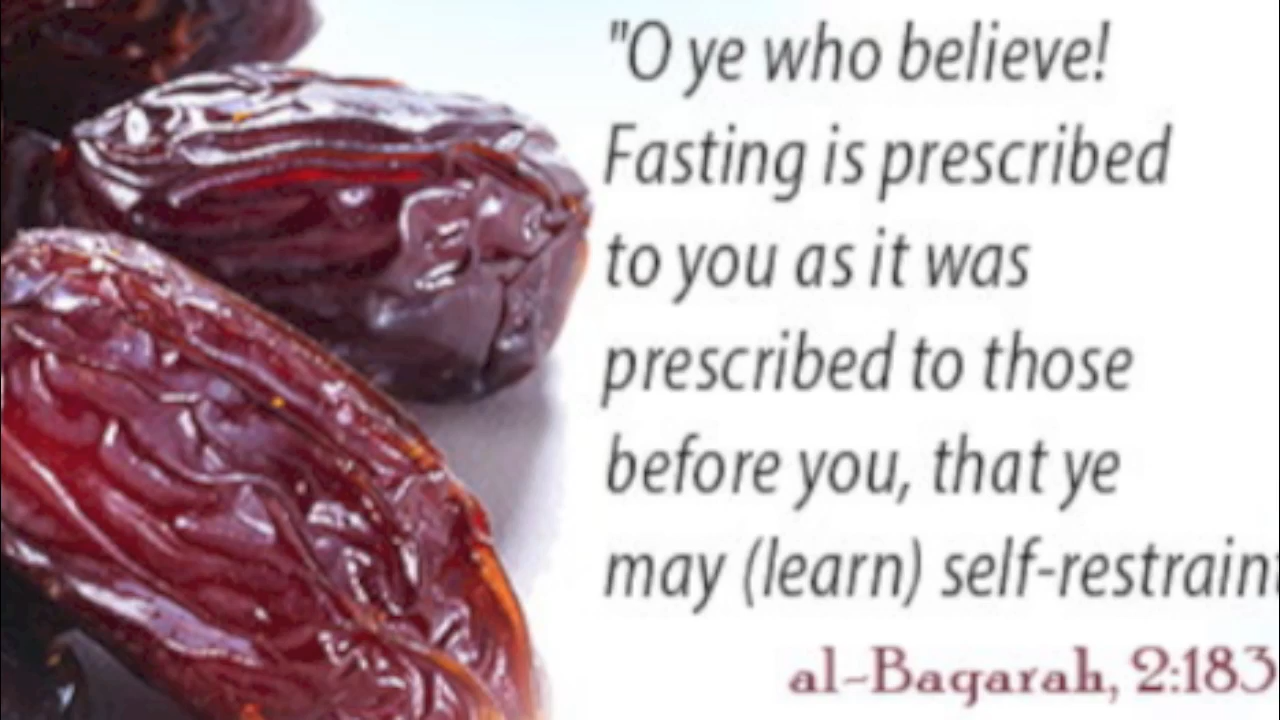 "O ye who believe!
Fasting is prescribed
to you as it was
prescribed to those
before you, that ye
may (learn) self-restraint
al-Baqarah, 2:183